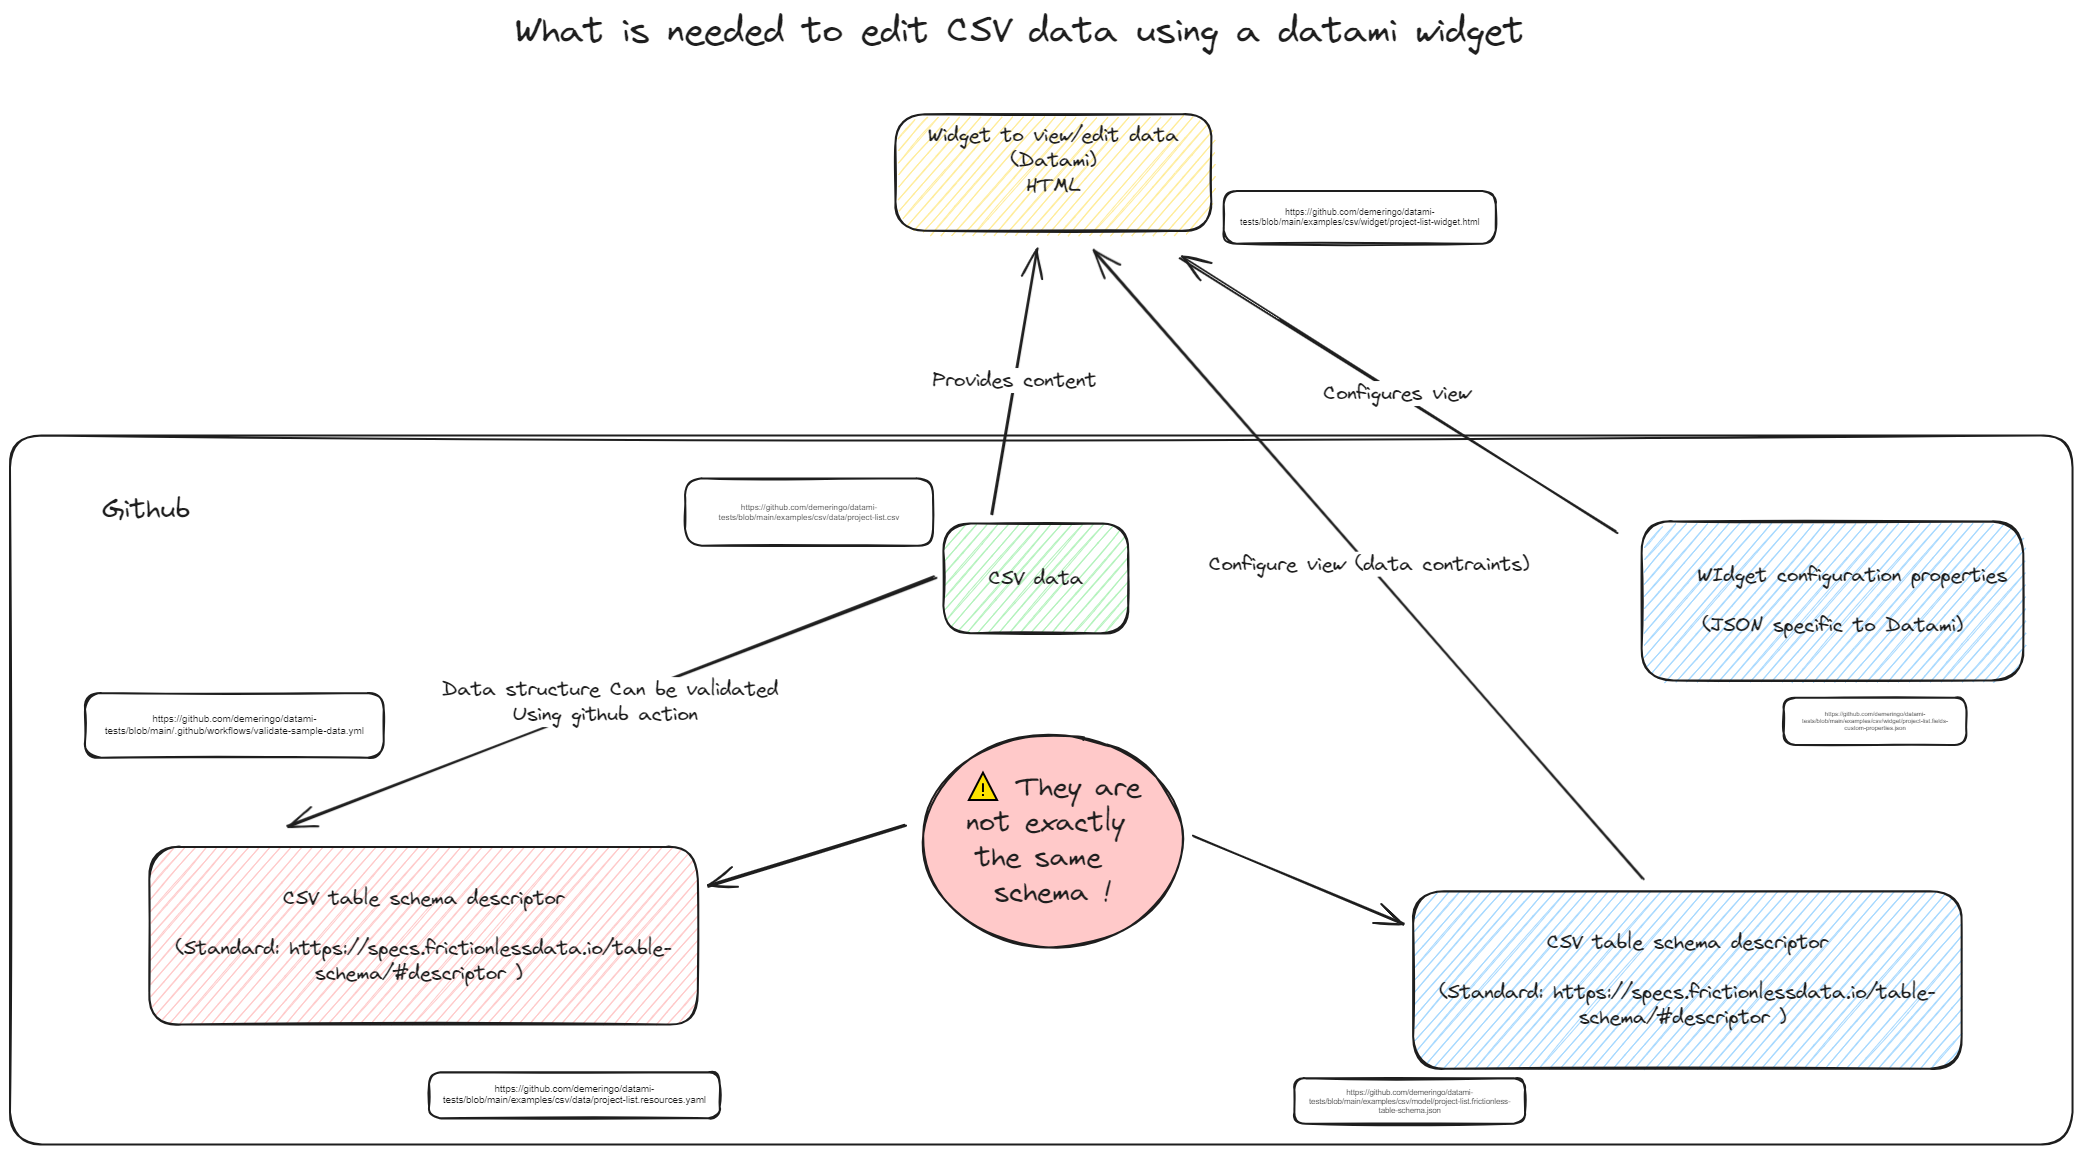 What is needed to edit CSV data using a datami widget
Widget to view/edit data
(Datami)
HTML
https://github.com/demeringo/datami-
tests/blob/main/examples/csv/widget/project-list-widget.html
Provides content
Configures view
Github
https://github.com/demeringo/datami-
tests/blob/main/examples/csv/data/project-list.csv
CSV data
Configure view (data contraints)
WIdget configuration properties
(JSON specific to Datami)
https://github.com/demeringo/datami-
tests/blob/main/examples/csv/widget/project-list.fields-
custom-properties.json
Data structure Can be validated
Using github action
https://github.com/demeringo/datami-
tests/blob/main/.github/workflows/validate-sample-data.yml
⚠ They are
not exactly
the same
schema !
CSV table schema descriptor
(Standard: https://specs.frictionlessdata.io/table-
schema/#descriptor )
https://github.com/demeringo/datami-
tests/blob/main/examples/csv/data/project-list.resources.yaml
CSV table schema descriptor
(Standard: https://specs.frictionlessdata.io/table-
schema/#descriptor )
https://github.com/demeringo/datami-
tests/blob/main/examples/csv/model/project-list.frictionless-
table-schema.json